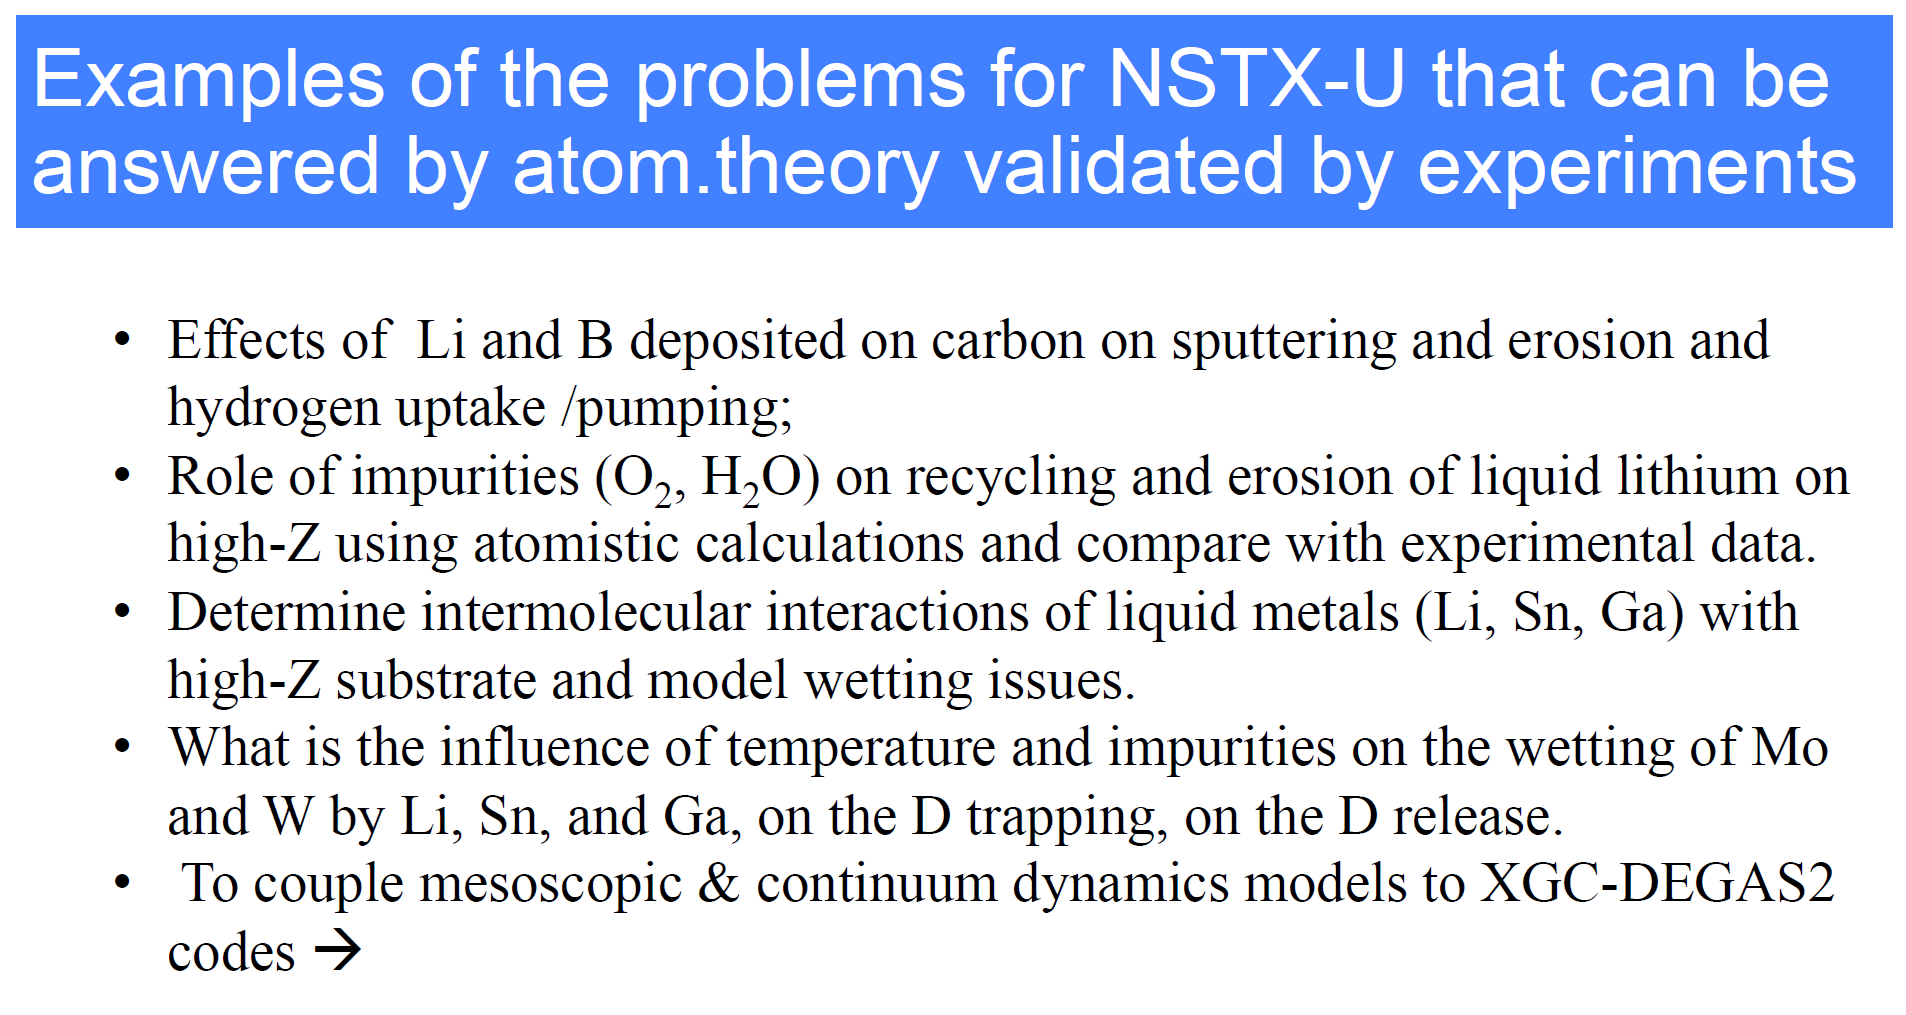 Examples of the problems for NSTX-U that can be
answered by atom.theory validated by experiments
• Effects of  Li and B deposited on carbon on sputtering and erosion and
hydrogen uptake /pumping;
• Role of impurities (O₂, H₂O) on recycling and erosion of liquid lithium on
high-Z using atomistic calculations and compare with experimental data.
• Determine intermolecular interactions of liquid metals (Li, Sn, Ga) with
high-Z substrate and model wetting issues.
• What is the influence of temperature and impurities on the wetting of Mo
and W by Li, Sn, and Ga, on the D trapping, on the D release.
• To couple mesoscopic & continuum dynamics models to XGC-DEGAS2
codes →